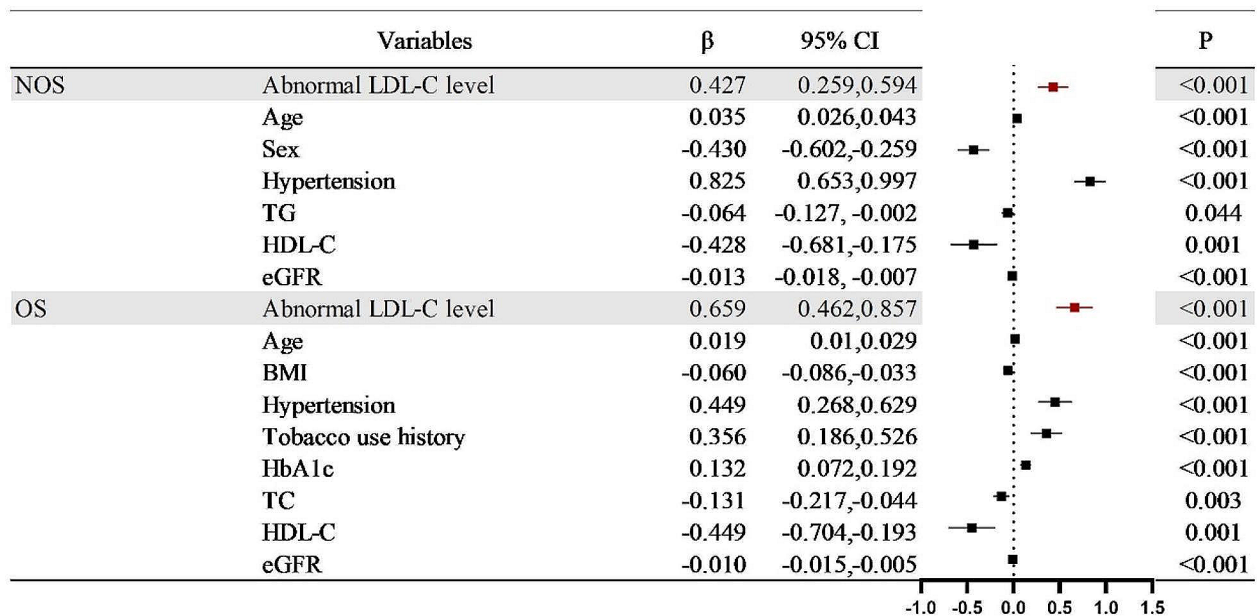 Variables β 95% CI P
NOS Abnormal LDL-C level 0.427 0.259,0.594 <0.001
Age 0.035 0.026,0.043 <0.001
Sex -0.430 -0.602,-0.259 <0.001
Hypertension 0.825 0.653,0.997 <0.001
TG -0.064 -0.127, -0.002 0.044
HDL-C -0.428 -0.681,-0.175 0.001
eGFR -0.013 -0.018, -0.007 <0.001
OS Abnormal LDL-C level 0.659 0.462,0.857 <0.001
Age 0.019 0.01,0.029 <0.001
BMI -0.060 -0.086,-0.033 <0.001
Hypertension 0.449 0.268,0.629 <0.001
Tobacco use history 0.356 0.186,0.526 <0.001
HbA1c 0.132 0.072,0.192 <0.001
TC -0.131 -0.217,-0.044 0.003
HDL-C -0.449 -0.704,-0.193 0.001
eGFR -0.010 -0.015,-0.005 <0.001
-1.0 -0.5 0.0 0.5 1.0 1.5